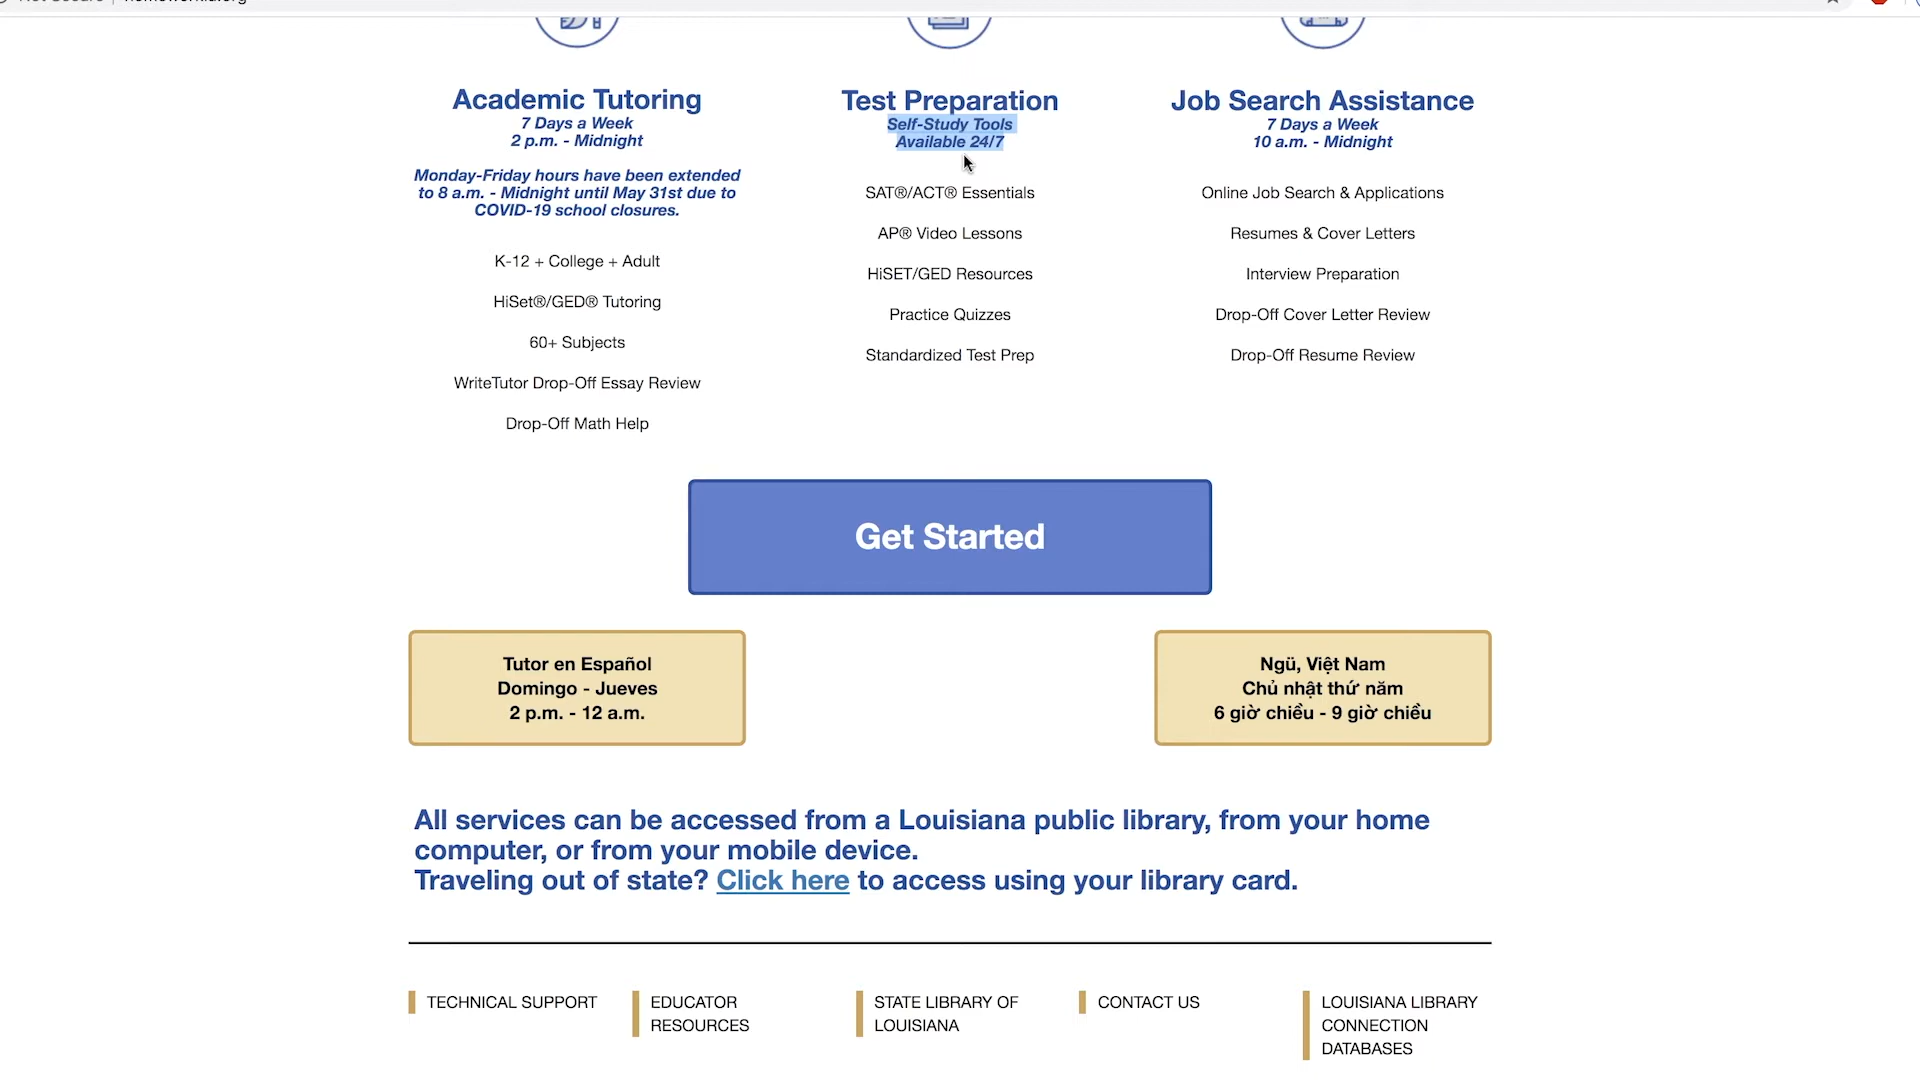 Academic Tutoring
7 Days a Week
2 p.m. - Midnight
Monday-Friday hours have been extended
to 8 a.m. - Midnight until May 31st due to
COVID-19 school closures.
K-12 + College + Adult
HiSet®/GED® Tutoring
60+ Subjects
WriteTutor Drop-Off Essay Review
Drop-Off Math Help
Test Preparation
Self-Study Tools
Available 24/7
SAT®/ACT® Essentials
AP® Video Lessons
HiSET/GED Resources
Practice Quizzes
Standardized Test Prep
Job Search Assistance
7 Days a Week
10 a.m. - Midnight
Online Job Search & Applications
Resumes & Cover Letters
Interview Preparation
Drop-Off Cover Letter Review
Drop-Off Resume Review
Get Started
Tutor en Español
Domingo - Jueves
2 p.m. - 12 a.m.
Ngü, Việt Nam
Chủ nhật thứ năm
6 giờ chiều - 9 giờ chiều
All services can be accessed from a Louisiana public library, from your home
computer, or from your mobile device.
Traveling out of state? Click here to access using your library card.
TECHNICAL SUPPORT
EDUCATOR
RESOURCES
STATE LIBRARY OF
LOUISIANA
CONTACT US
LOUISIANA LIBRARY
CONNECTION
DATABASES